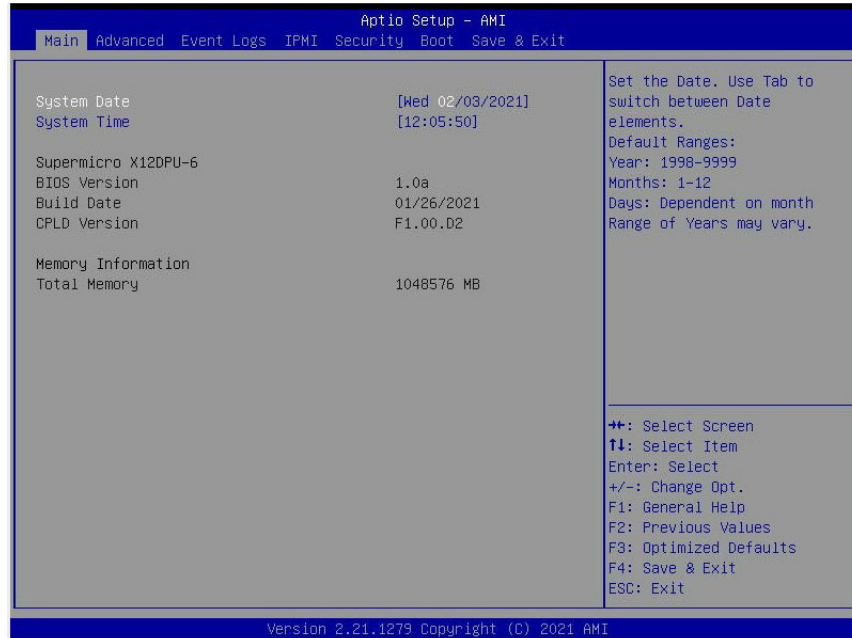 Aptio Setup – AMI
Main Advanced Event Logs IPMI Security Boot Save & Exit
System Date [Wed 02/03/2021]
System Time [12:05:50]
Supermicro X12DPU-6
BIOS Version 1.0a
Build Date 01/26/2021
CPLD Version F1.00.D2
Memory Information
Total Memory 1048576 MB
Set the Date. Use Tab to
switch between Date
elements.
Default Ranges:
Year: 1998-9999
Months: 1-12
Days: Dependent on month
Range of Years may vary.
→←: Select Screen
↑↓: Select Item
Enter: Select
+/-: Change Opt.
F1: General Help
F2: Previous Values
F3: Optimized Defaults
F4: Save & Exit
ESC: Exit
Version 2.21.1279 Copyright (C) 2021 AMI